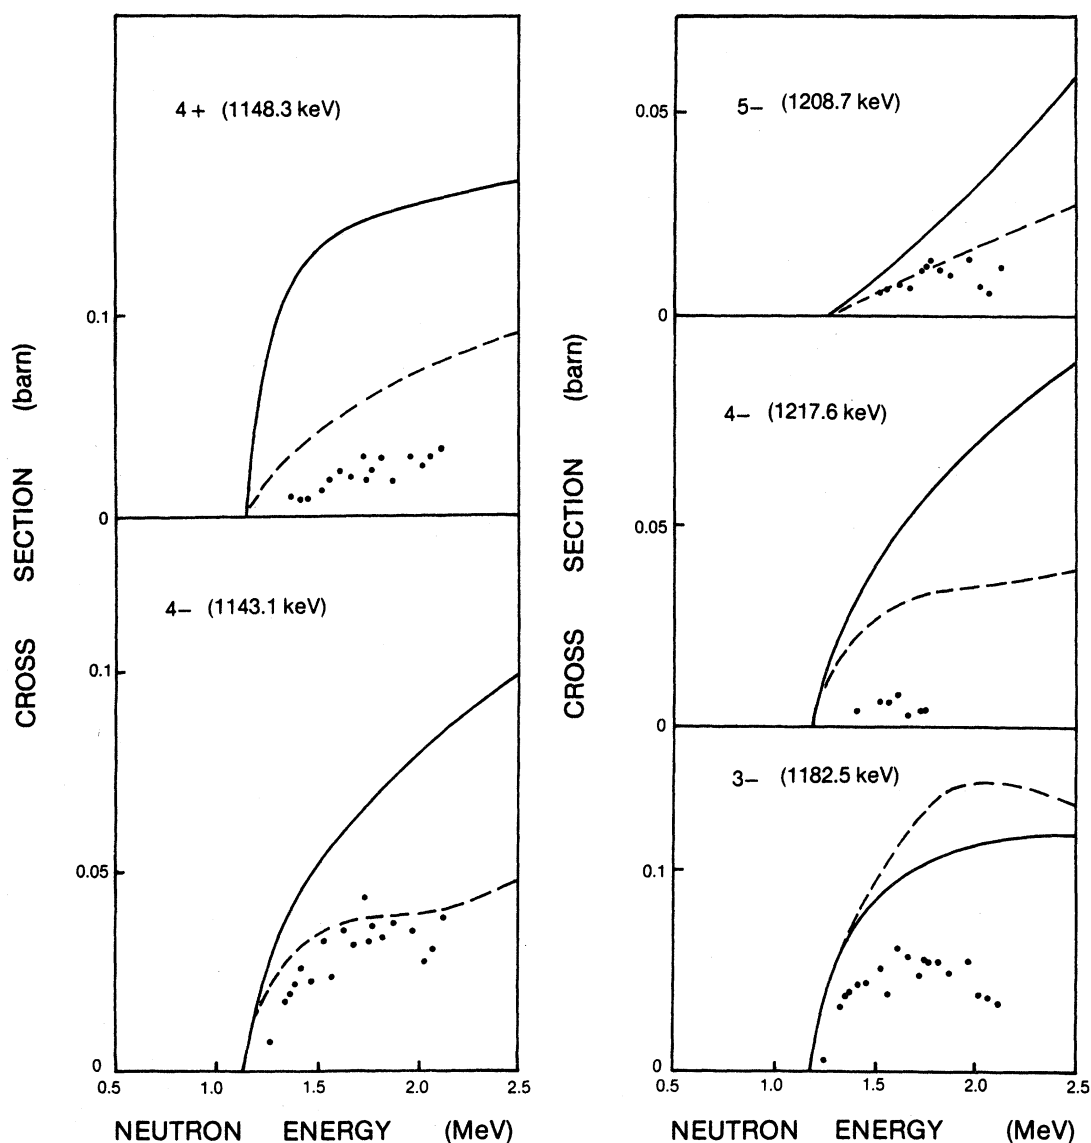 4+ (1148.3 keV)
0.1
0
4– (1143.1 keV)
0.1
0.05
0
0.5 1.0 1.5 2.0 2.5
NEUTRON ENERGY (MeV)
CROSS SECTION (barn)
5– (1208.7 keV)
0.05
0
4– (1217.6 keV)
0.05
0
3– (1182.5 keV)
0.1
0
0.5 1.0 1.5 2.0 2.5
NEUTRON ENERGY (MeV)
CROSS SECTION (barn)